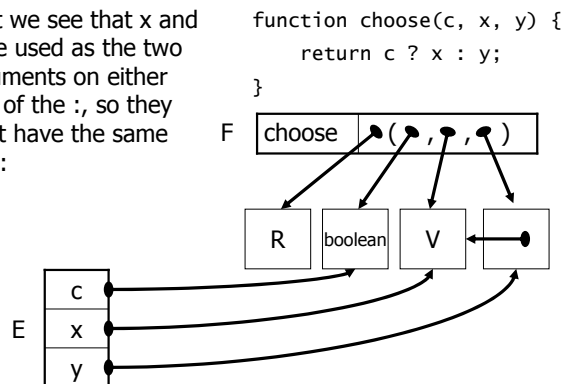 t we see that x and
e used as the two
uments on either
of the :, so they
t have the same
:
function choose(c, x, y) {
return c ? x : y;
}
F choose ( , , )
R boolean V
E
c
x
y